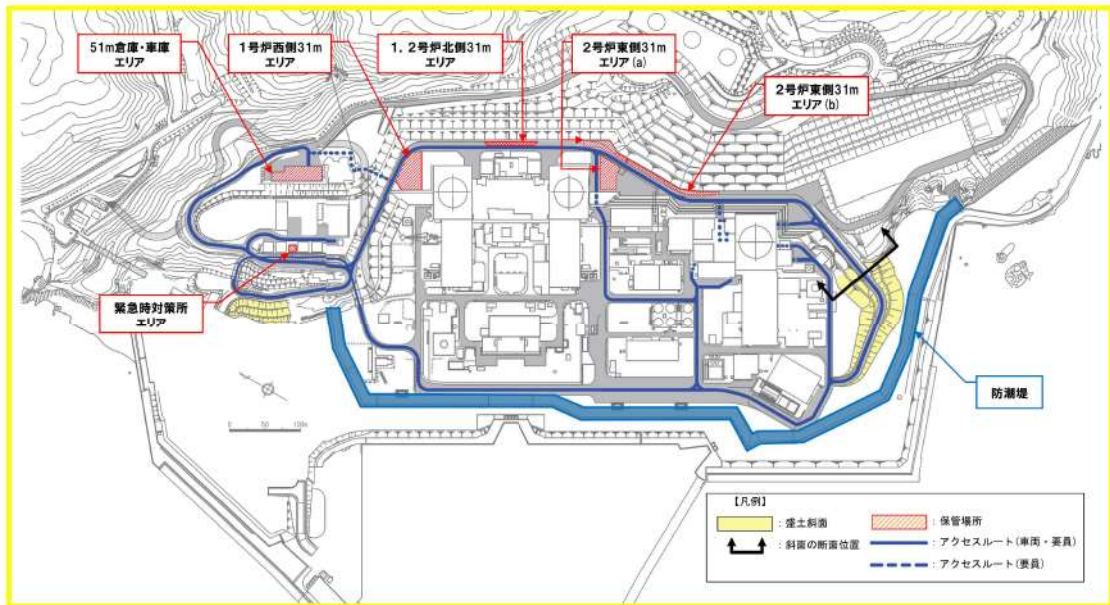 51m倉庫・車庫
エリア
1号炉西側31m
エリア
1．2号炉北側31m
エリア
2号炉東側31m
エリア(a)
2号炉東側31m
エリア(b)
緊急時対策所
エリア
防潮堤
0 50 100m
【凡例】
：盛土斜面
：保管場所
：斜面の断面位置
：アクセスルート(車両・要員)
：アクセスルート(要員)